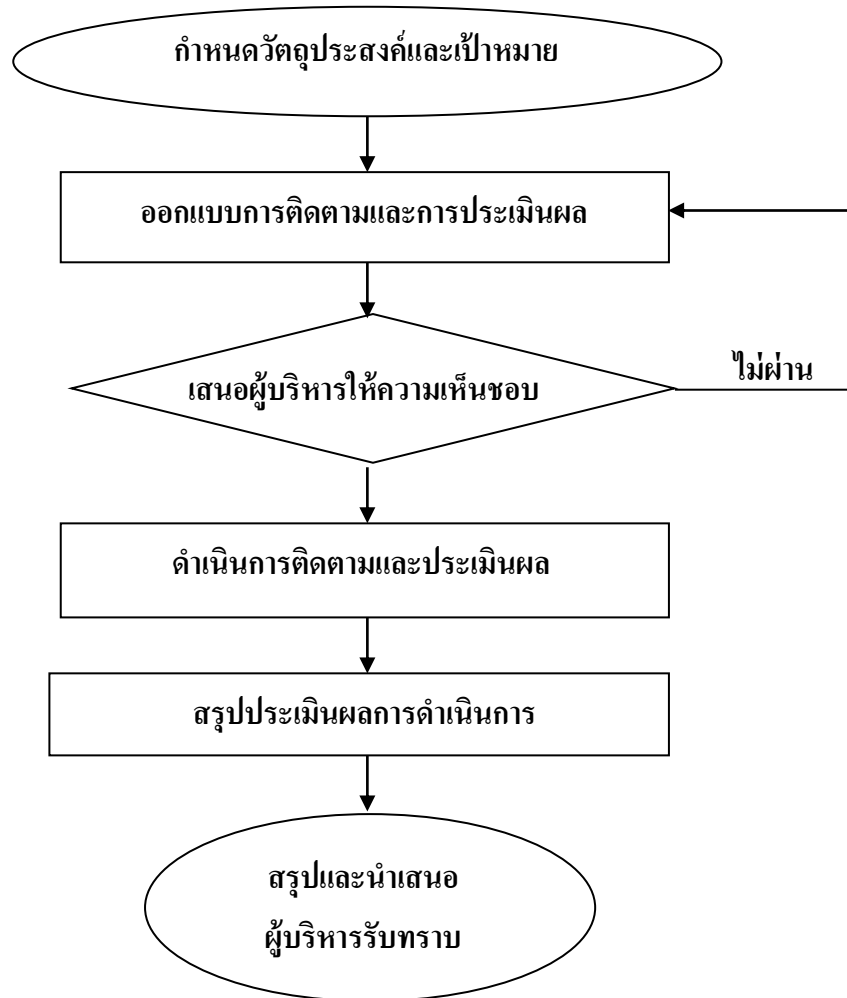 กำหนดวัตถุประสงค์และเป้าหมาย
ออกแบบการติดตามและการประเมินผล
เสนอผู้บริหารให้ความเห็นชอบ
ไม่ผ่าน
ดำเนินการติดตามและประเมินผล
สรุปประเมินผลการดำเนินการ
สรุปและนำเสนอ
ผู้บริหารรับทราบ